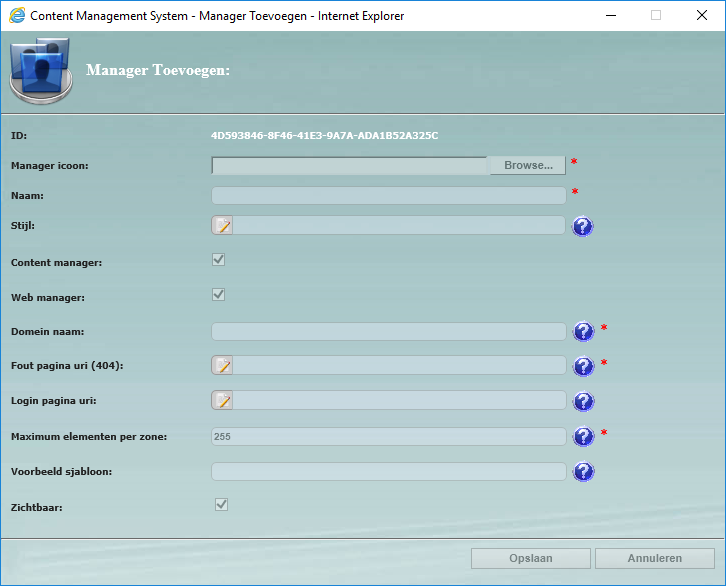 Content Management System - Manager Toevoegen - Internet Explorer
Manager Toevoegen:
ID: 4D593846-8F46-41E3-9A7A-ADA1B52A325C
Manager icoon: Browse... *
Naam: *
Stijl: ?
Content manager:
Web manager:
Domein naam: ? *
Fout pagina uri (404): ? *
Login pagina uri: ?
Maximum elementen per zone: 255 ? *
Voorbeeld sjabloon: ?
Zichtbaar:
Opslaan Annuleren